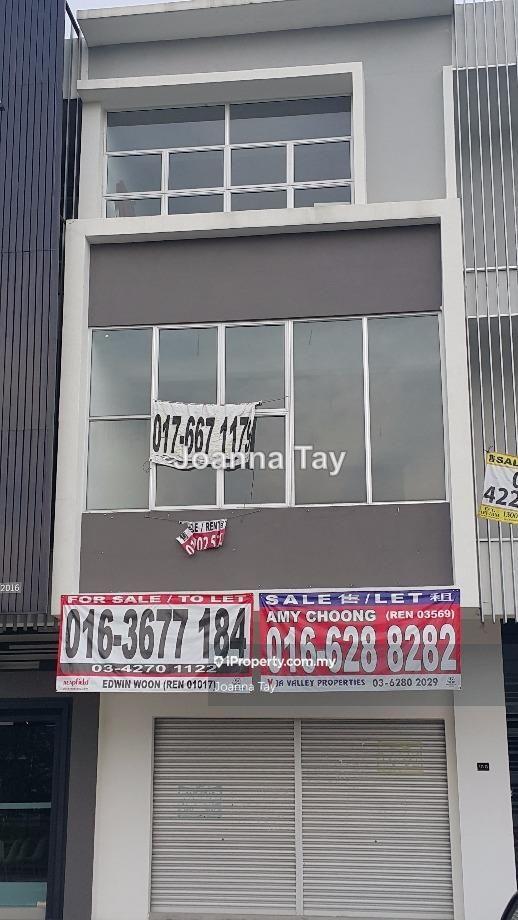 017-667 1179
Joanna Tay
SALE
422
1300
2016
FOR SALE / TO LET
016-3677 184
03-4270 1122
EDWIN WOON (REN 01017)
SALE 售/LET 租
AMY CHOONG (REN 03569)
016-628 8282
VALLEY PROPERTIES 03-6280 2029
iProperty.com.my
Joanna Tay